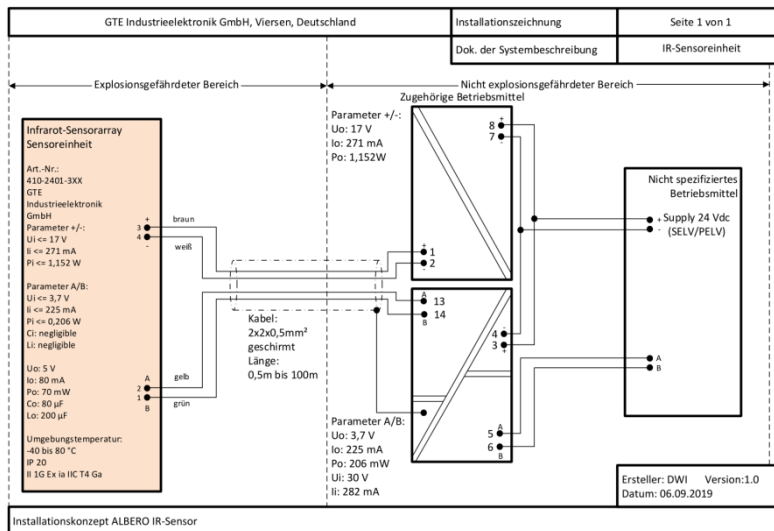 GTE Industrieelektronik GmbH, Viersen, Deutschland
Installationszeichnung
Seite 1 von 1
Dok. der Systembeschreibung
IR-Sensoreinheit
Explosionsgefährdeter Bereich
Nicht explosionsgefährdeter Bereich
Zugehörige Betriebsmittel
Infrarot-Sensorarray
Sensoreinheit
Art.-Nr.:
410-2401-3XX
GTE
Industrieelektronik
GmbH
Parameter +/-:
Ui <= 17 V
Ii <= 271 mA
Pi <= 1,152 W
Parameter A/B:
Ui <= 3,7 V
Ii <= 225 mA
Pi <= 0,206 W
Ci: negligible
Li: negligible
Uo: 5 V
Io: 80 mA
Po: 70 mW
Co: 80 µF
Lo: 200 µF
Umgebungstemperatur:
-40 bis 80 °C
IP 20
II 1G Ex ia IIC T4 Ga
+
3
4
-
A
2
1
B
braun
weiß
gelb
grün
Kabel:
2x2x0,5mm²
geschirmt
Länge:
0,5m bis 100m
Parameter +/-:
Uo: 17 V
Io: 271 mA
Po: 1,152W
8 +
7 -
+ 1
2 -
A 13
14 B
4 -
3 +
5 A
6 B
Parameter A/B:
Uo: 3,7 V
Io: 225 mA
Po: 206 mW
Ui: 30 V
Ii: 282 mA
Nicht spezifiziertes
Betriebsmittel
+ Supply 24 Vdc
- (SELV/PELV)
A
B
Ersteller: DWI Version:1.0
Datum: 06.09.2019
Installationskonzept ALBERO IR-Sensor